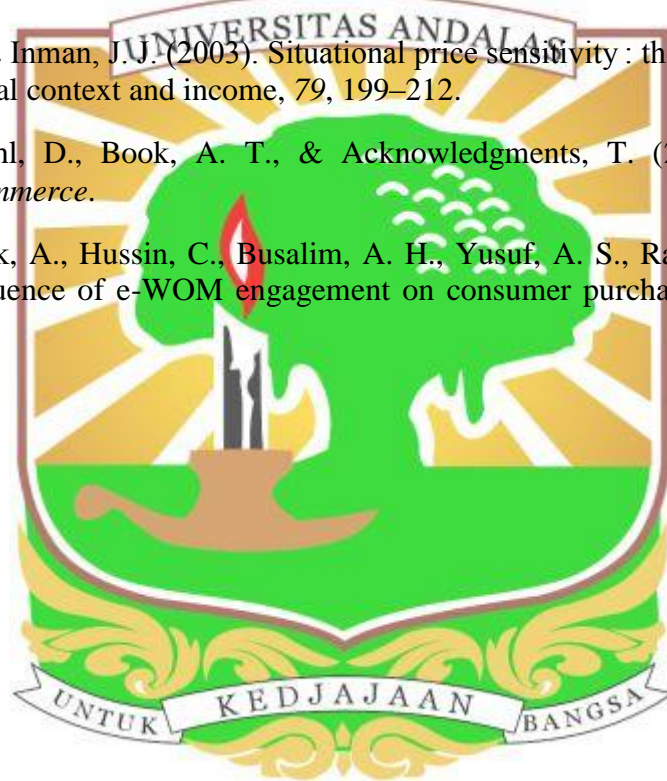 UNIVERSITAS ANDALAS
. Inman, J. J. (2003). Situational price sensitivity : th
al context and income, 79, 199–212.
hl, D., Book, A. T., & Acknowledgments, T. (2
mmerce.
k, A., Hussin, C., Busalim, A. H., Yusuf, A. S., Ra
uence of e-WOM engagement on consumer purcha
UNTUK KEDJAJAAN BANGSA